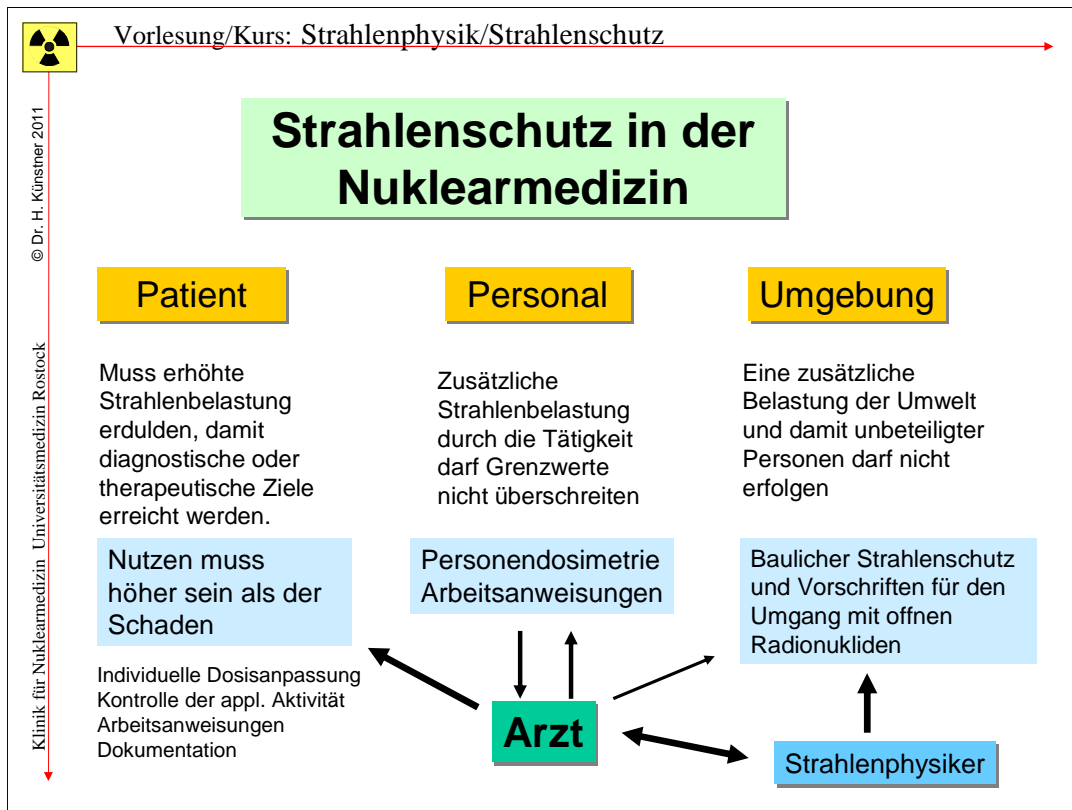 Vorlesung/Kurs: Strahlenphysik/Strahlenschutz
© Dr. H. Künstner 2011
Klinik für Nuklearmedizin Universitätsmedizin Rostock
Strahlenschutz in der
Nuklearmedizin
Patient
Muss erhöhte
Strahlenbelastung
erdulden, damit
diagnostische oder
therapeutische Ziele
erreicht werden.
Nutzen muss
höher sein als der
Schaden
Individuelle Dosisanpassung
Kontrolle der appl. Aktivität
Arbeitsanweisungen
Dokumentation
Personal
Zusätzliche
Strahlenbelastung
durch die Tätigkeit
darf Grenzwerte
nicht überschreiten
Personendosimetrie
Arbeitsanweisungen
Arzt
Umgebung
Eine zusätzliche
Belastung der Umwelt
und damit unbeteiligter
Personen darf nicht
erfolgen
Baulicher Strahlenschutz
und Vorschriften für den
Umgang mit offnen
Radionukliden
Strahlenphysiker